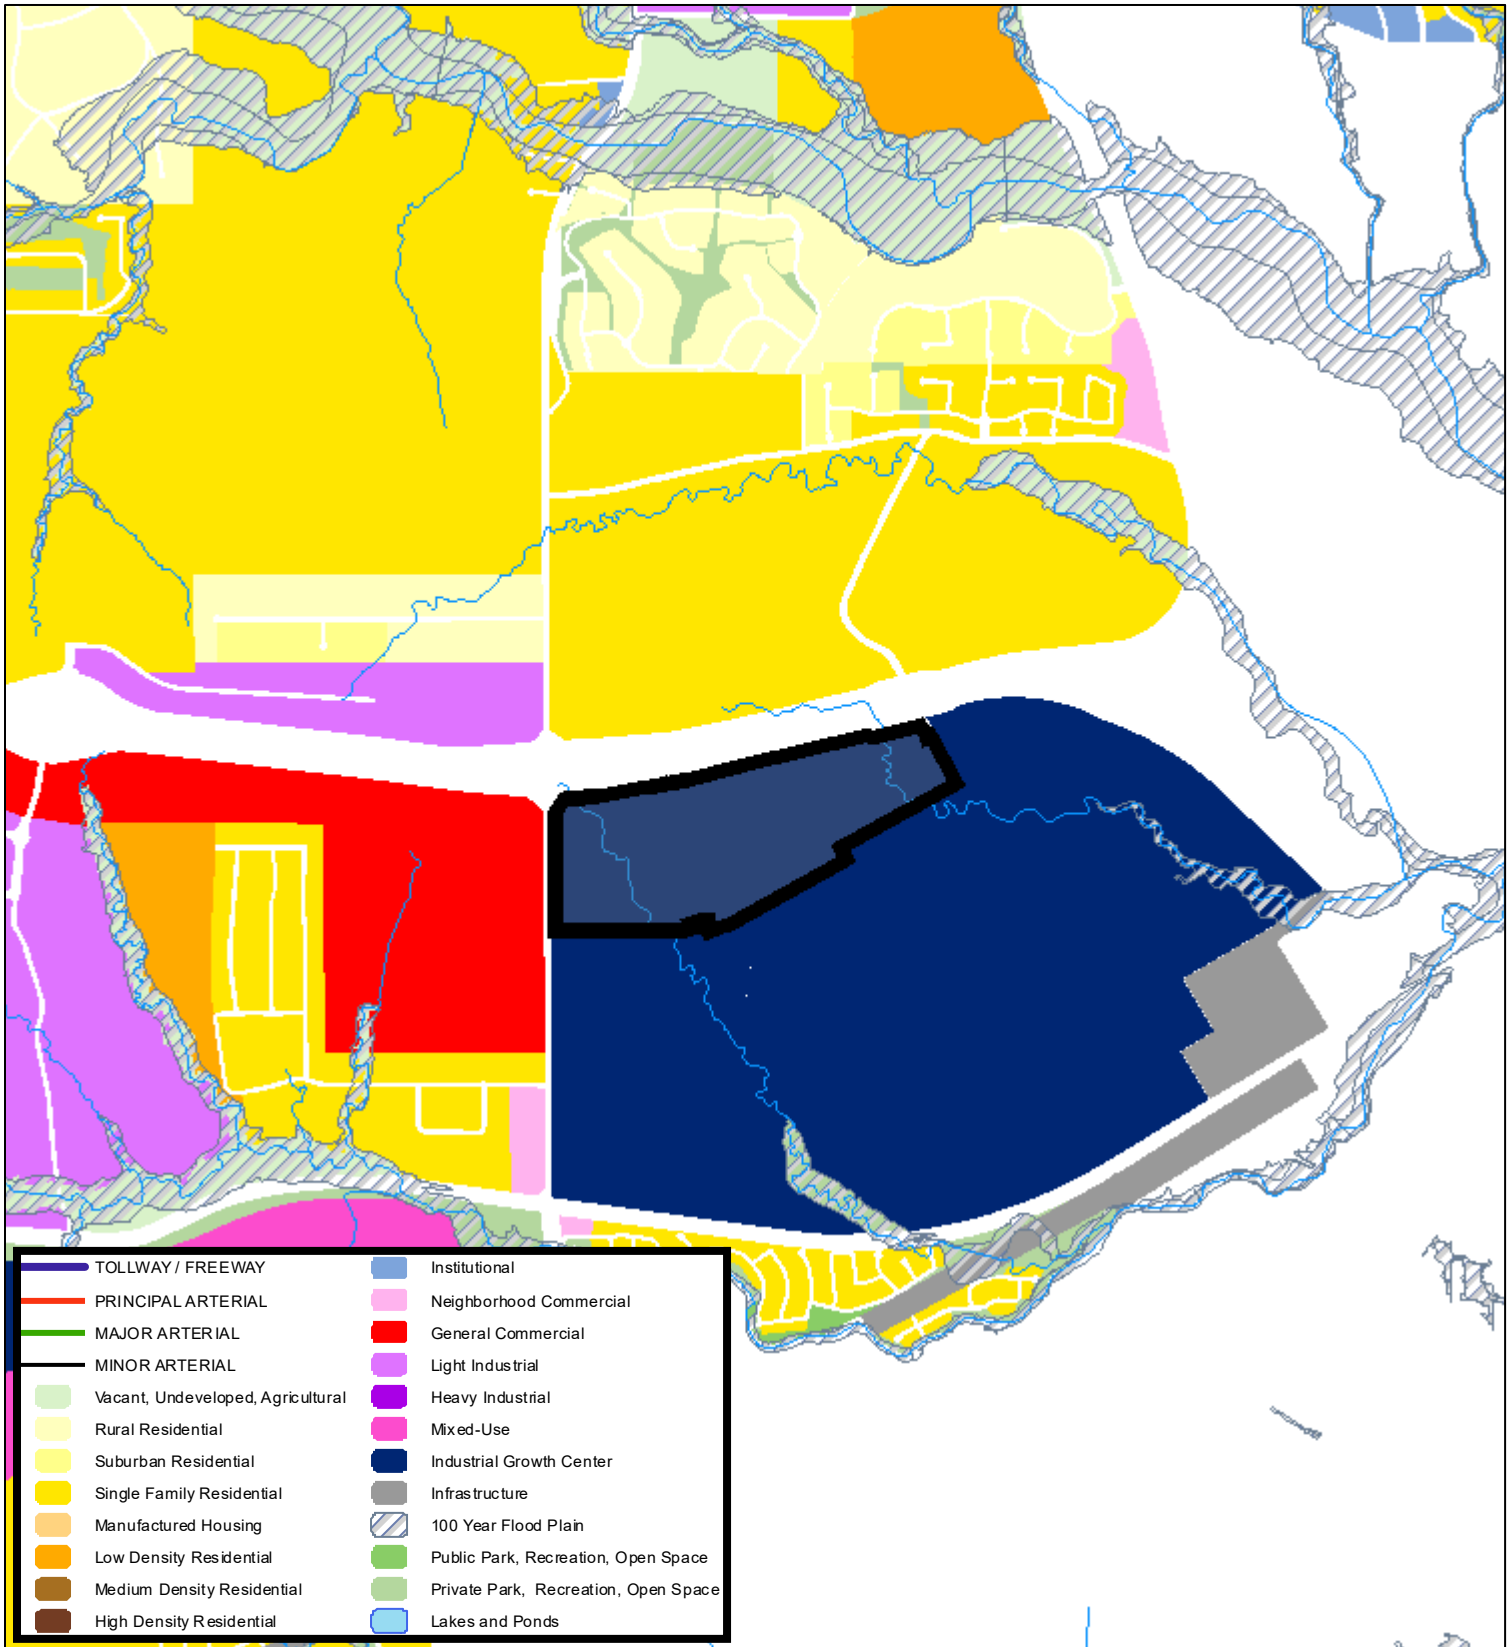 TOLLWAY / FREEWAY
PRINCIPAL ARTERIAL
MAJOR ARTERIAL
MINOR ARTERIAL
Vacant, Undeveloped, Agricultural
Rural Residential
Suburban Residential
Single Family Residential
Manufactured Housing
Low Density Residential
Medium Density Residential
High Density Residential
Institutional
Neighborhood Commercial
General Commercial
Light Industrial
Heavy Industrial
Mixed-Use
Industrial Growth Center
Infrastructure
100 Year Flood Plain
Public Park, Recreation, Open Space
Private Park, Recreation, Open Space
Lakes and Ponds